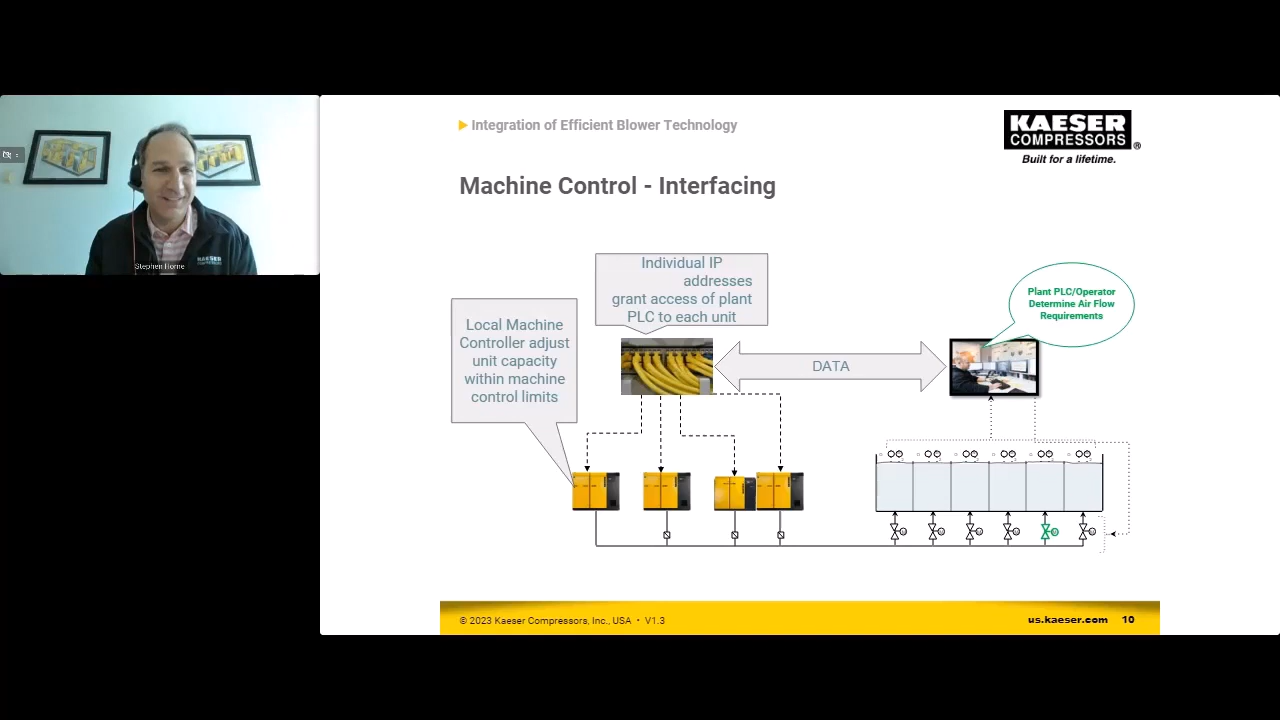 Integration of Efficient Blower Technology
KAESER
COMPRESSORS
®
Built for a lifetime.
Machine Control - Interfacing
Individual IP
addresses
grant access of plant
PLC to each unit
Plant PLC/Operator
Determine Air Flow
Requirements
Local Machine
Controller adjust
unit capacity
within machine
control limits
DATA
KAESER
COMPRESSORS
Stephen Horne
© 2023 Kaeser Compressors, Inc., USA • V1.3
us.kaeser.com 10